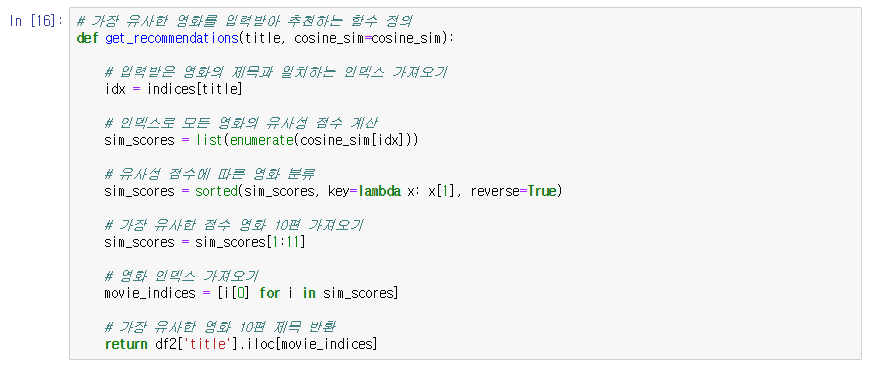 In [16]: # 가장 유사한 영화를 입력받아 추천하는 함수 정의
def get_recommendations(title, cosine_sim=cosine_sim):
# 입력받은 영화의 제목과 일치하는 인덱스 가져오기
idx = indices[title]
# 인덱스로 모든 영화의 유사성 점수 계산
sim_scores = list(enumerate(cosine_sim[idx]))
# 유사성 점수에 따른 영화 분류
sim_scores = sorted(sim_scores, key=lambda x: x[1], reverse=True)
# 가장 유사한 점수 영화 10편 가져오기
sim_scores = sim_scores[1:11]
# 영화 인덱스 가져오기
movie_indices = [i[0] for i in sim_scores]
# 가장 유사한 영화 10편 제목 반환
return df2['title'].iloc[movie_indices]